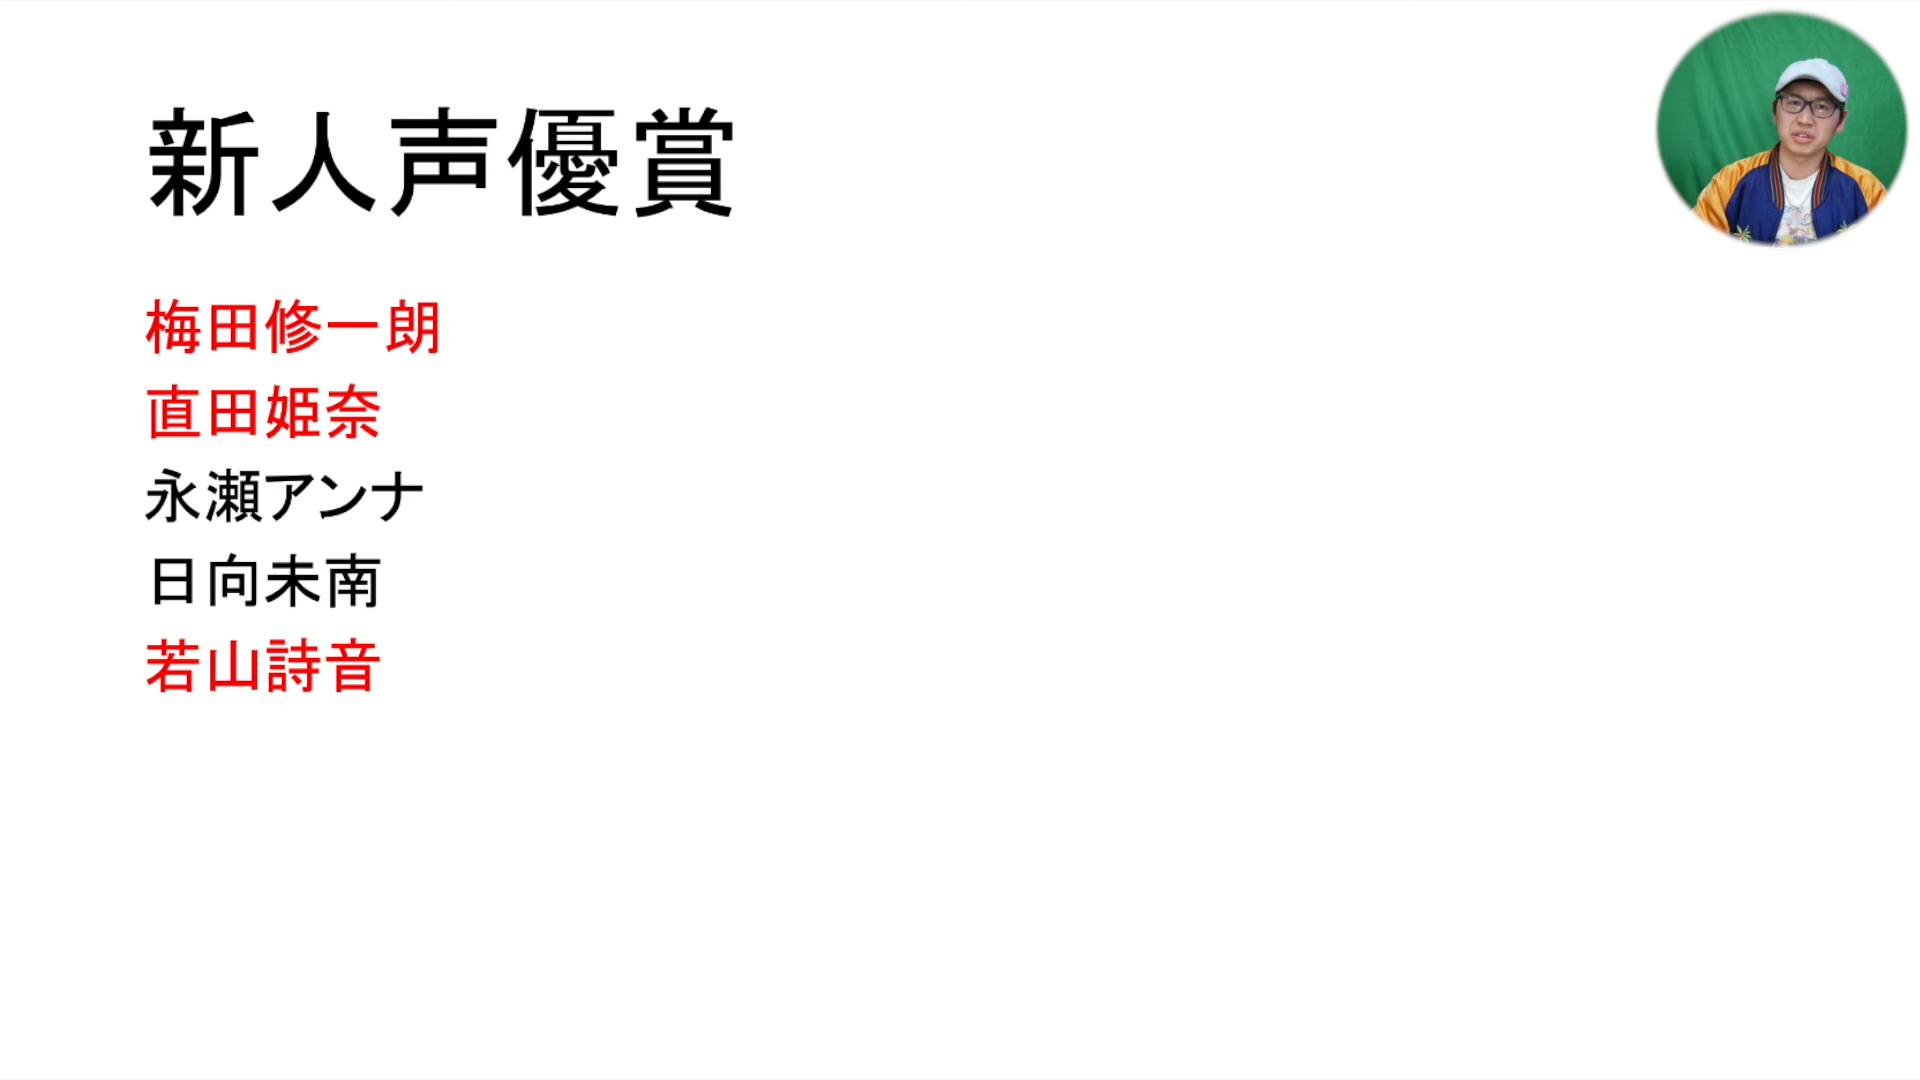 新人声優賞
梅田修一朗
直田姫奈
永瀬アンナ
日向未南
若山詩音